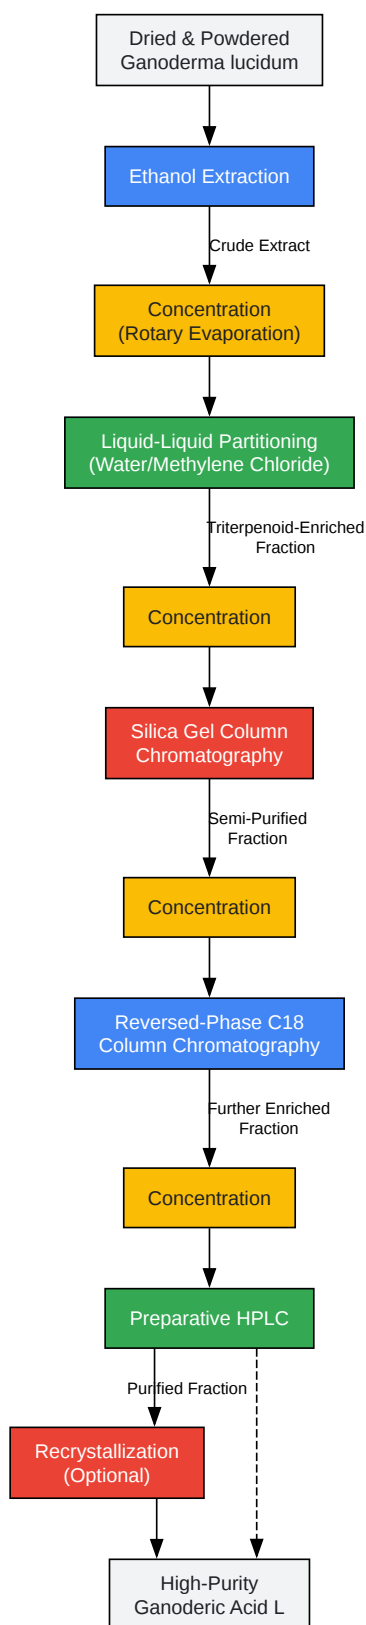 Dried & Powdered
Ganoderma lucidum
Ethanol Extraction
Crude Extract
Concentration
(Rotary Evaporation)
Liquid-Liquid Partitioning
(Water/Methylene Chloride)
Triterpenoid-Enriched
Fraction
Concentration
Silica Gel Column
Chromatography
Semi-Purified
Fraction
Concentration
Reversed-Phase C18
Column Chromatography
Further Enriched
Fraction
Concentration
Preparative HPLC
Purified Fraction
Recrystallization
(Optional)
High-Purity
Ganoderic Acid L